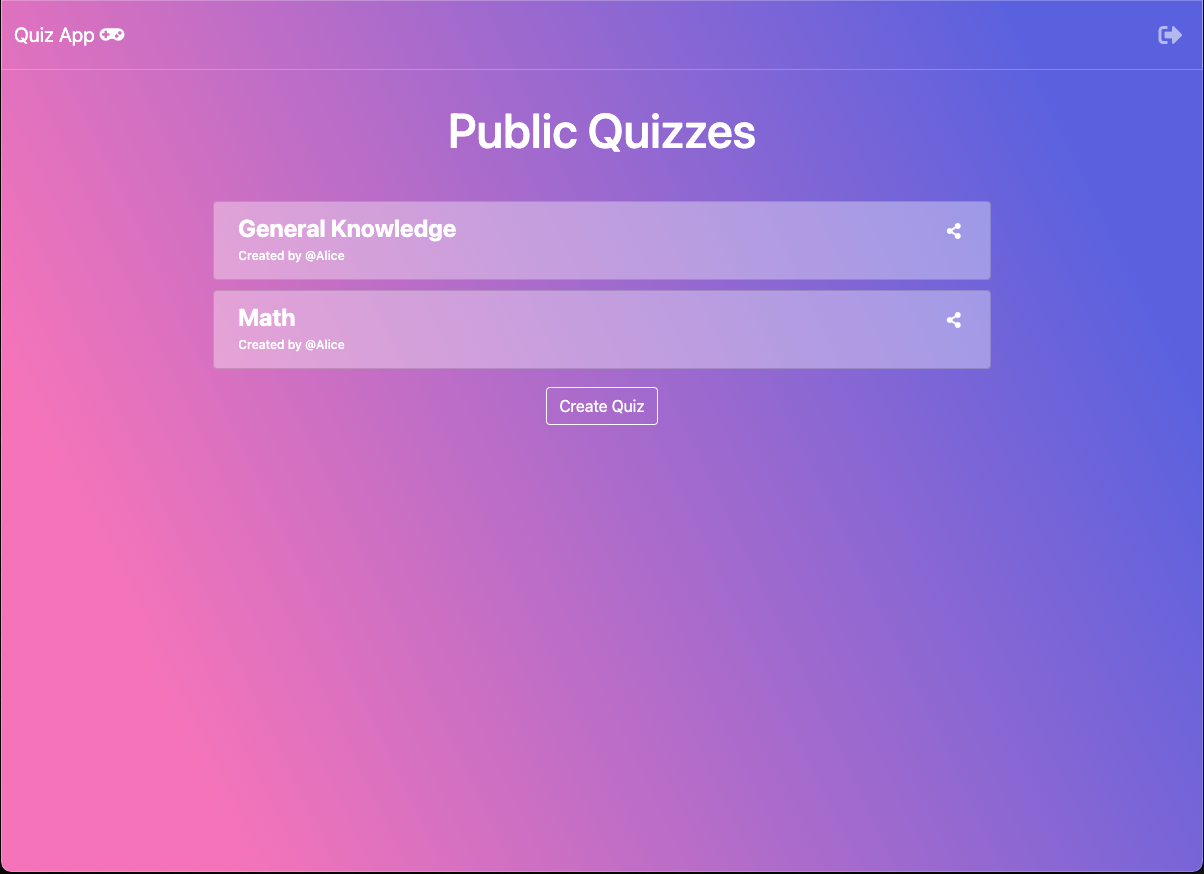 Quiz App
Public Quizzes
General Knowledge
Created by @Alice
Math
Created by @Alice
Create Quiz